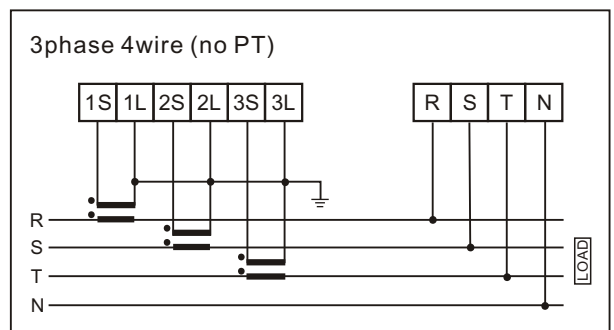 3phase 4wire (no PT)
1S 1L 2S 2L 3S 3L
R S T N
R
S
T
N
LOAD